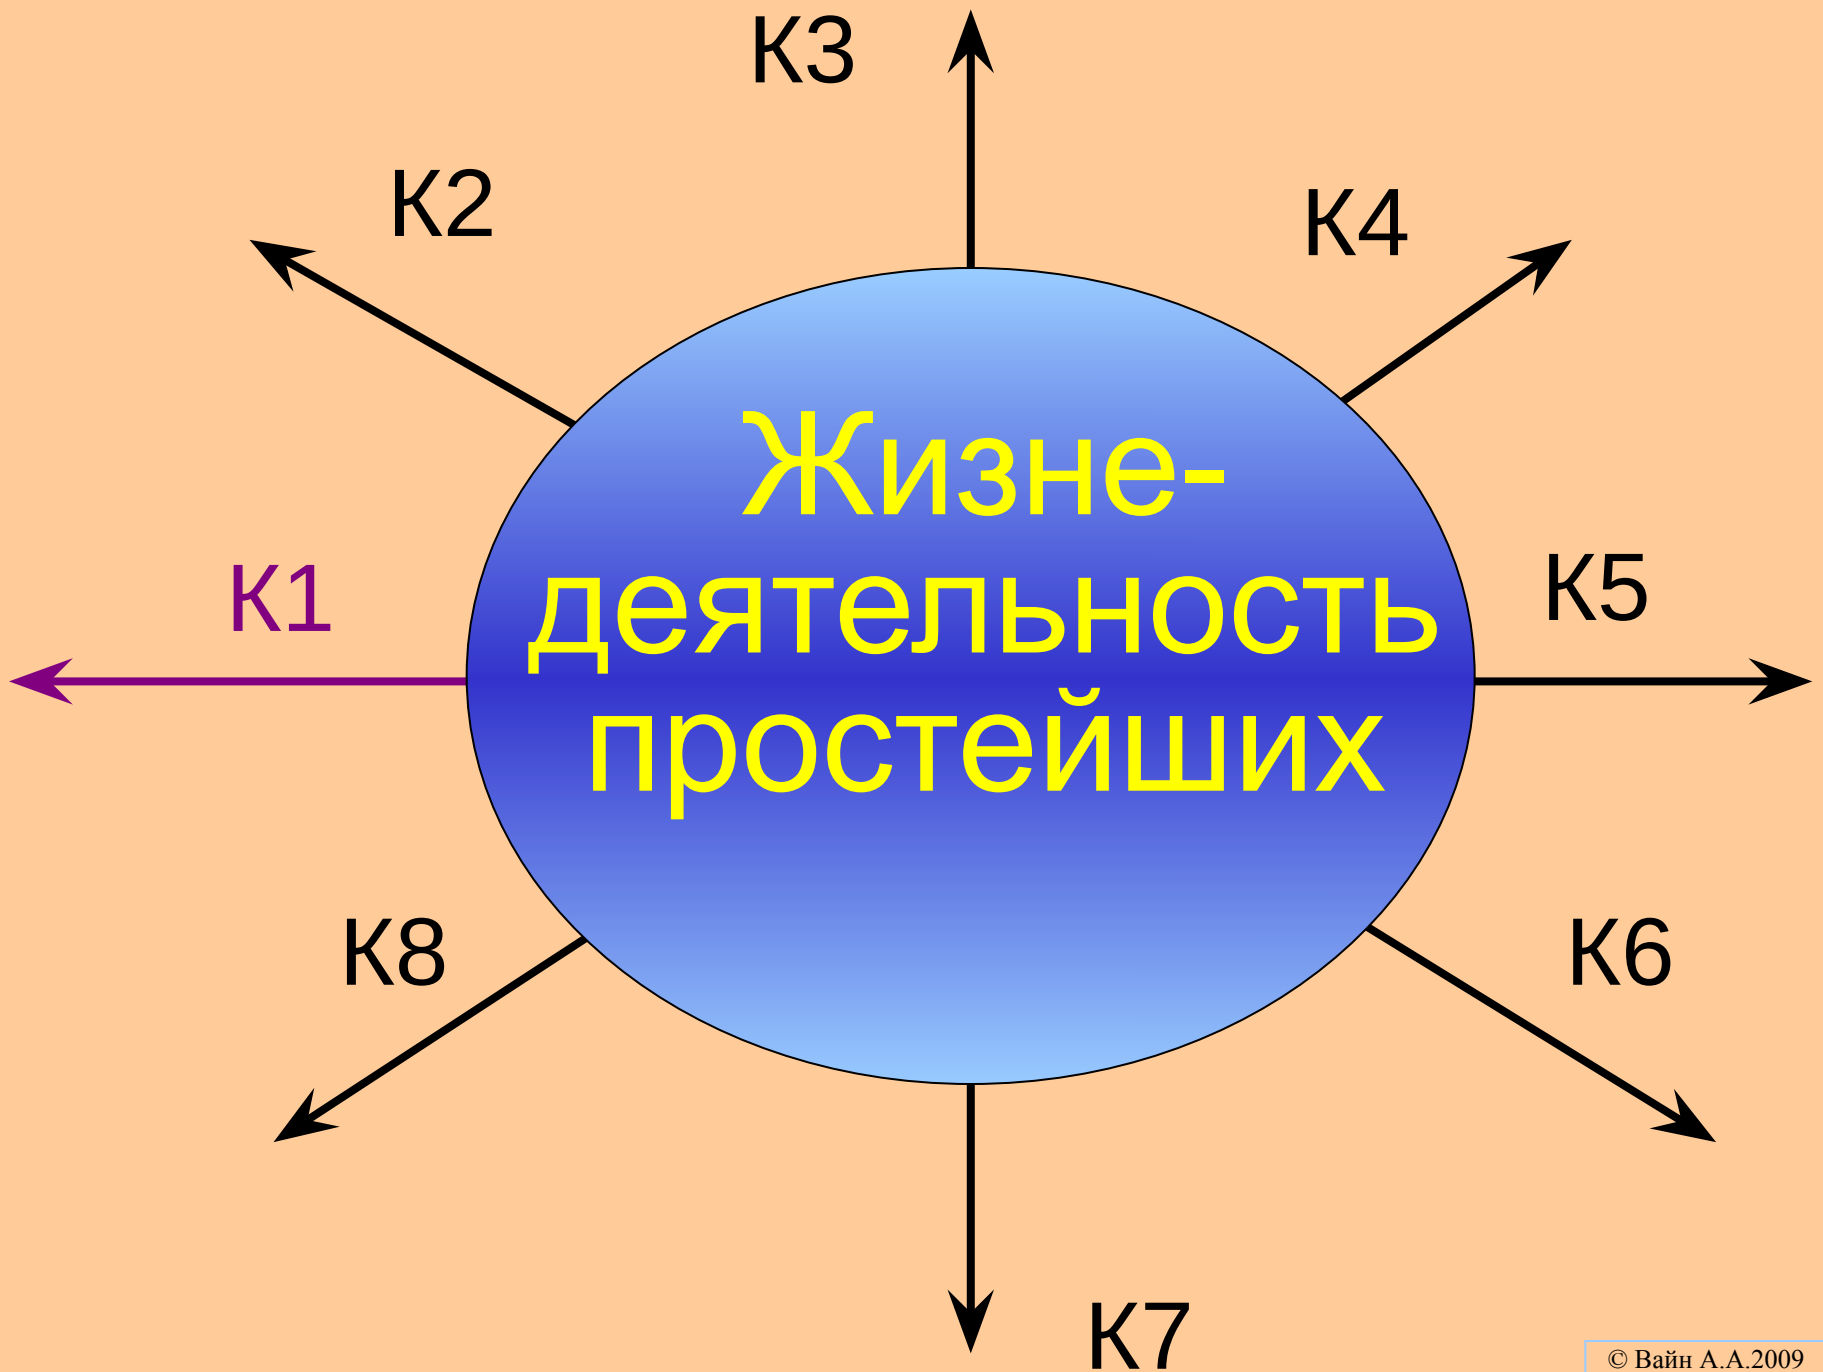 К3
К2
К4
Жизне-
деятельность
простейших
К1
К5
К8
К6
К7
© Вайн А.А.2009